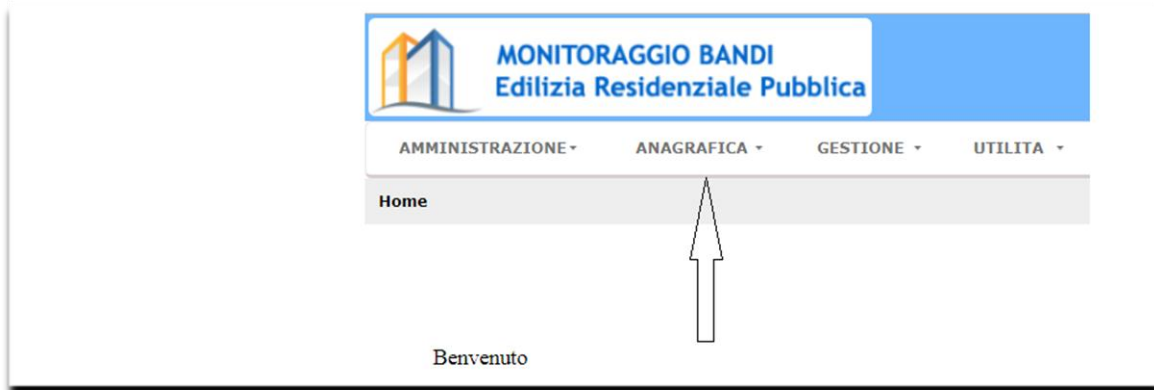 MONITORAGGIO BANDI
Edilizia Residenziale Pubblica
AMMINISTRAZIONE ANAGRAFICA GESTIONE UTILITA
Home
Benvenuto